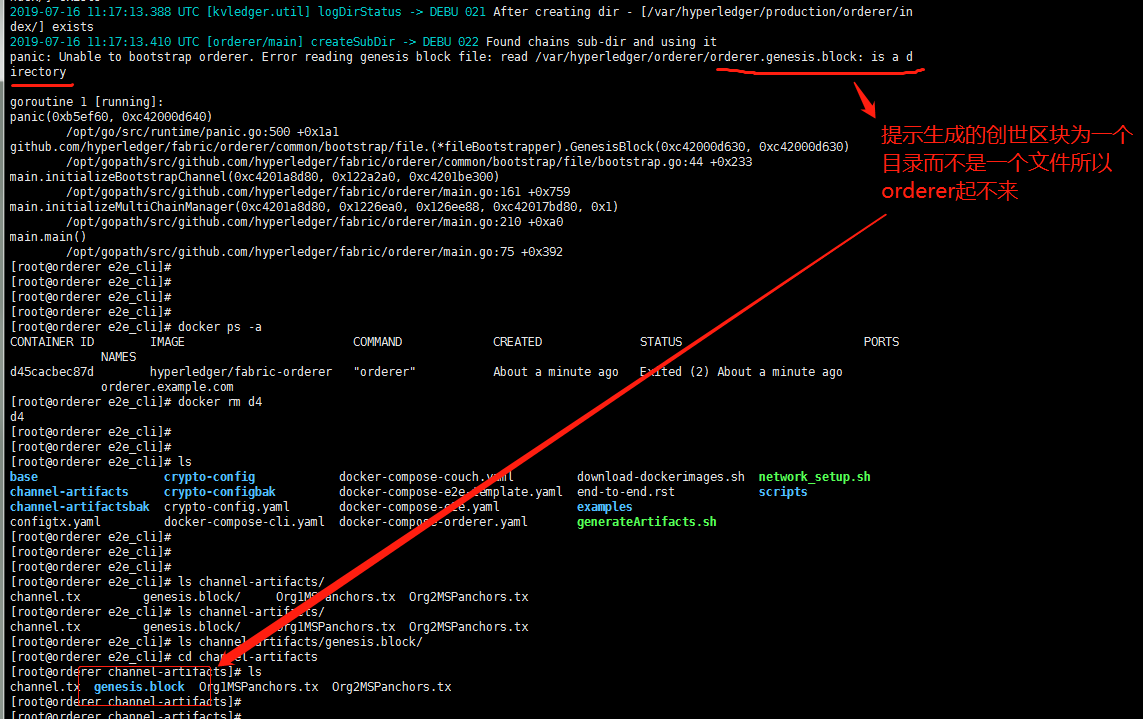 2019-07-16 11:17:13.388 UTC [kvledger.util] logDirStatus -> DEBU 021 After creating dir - [/var/hyperledger/production/orderer/in
dex/] exists
2019-07-16 11:17:13.410 UTC [orderer/main] createSubDir -> DEBU 022 Found chains sub-dir and using it
panic: Unable to bootstrap orderer. Error reading genesis block file: read /var/hyperledger/orderer/orderer.genesis.block: is a d
irectory
提示生成的创世区块为一个
目录而不是一个文件所以
orderer起不来
goroutine 1 [running]:
panic(0xb5ef60, 0xc42000d640)
/opt/go/src/runtime/panic.go:500 +0x1a1
github.com/hyperledger/fabric/orderer/common/bootstrap/file.(*fileBootstrapper).GenesisBlock(0xc42000d630, 0xc42000d630)
/opt/gopath/src/github.com/hyperledger/fabric/orderer/common/bootstrap/file/bootstrap.go:44 +0x233
main.initializeBootstrapChannel(0xc4201a8d80, 0x122a2a0, 0xc4201be300)
/opt/gopath/src/github.com/hyperledger/fabric/orderer/main.go:161 +0x759
main.initializeMultiChainManager(0xc4201a8d80, 0x1226ea0, 0x126ee88, 0xc42017bd80, 0x1)
/opt/gopath/src/github.com/hyperledger/fabric/orderer/main.go:210 +0xa0
main.main()
/opt/gopath/src/github.com/hyperledger/fabric/orderer/main.go:75 +0x392
[root@orderer e2e_cli]#
[root@orderer e2e_cli]#
[root@orderer e2e_cli]#
[root@orderer e2e_cli]#
[root@orderer e2e_cli]# docker ps -a
CONTAINER ID IMAGE COMMAND CREATED STATUS PORTS
NAMES
d45cacbec87d hyperledger/fabric-orderer "orderer" About a minute ago Exited (2) About a minute ago
orderer.example.com
[root@orderer e2e_cli]# docker rm d4
d4
[root@orderer e2e_cli]#
[root@orderer e2e_cli]#
[root@orderer e2e_cli]# ls
base crypto-config docker-compose-couch.yaml download-dockerimages.sh network_setup.sh
channel-artifacts crypto-configbak docker-compose-e2e-template.yaml end-to-end.rst scripts
channel-artifactsbak crypto-config.yaml docker-compose-e2e.yaml examples
configtx.yaml docker-compose-cli.yaml docker-compose-orderer.yaml generateArtifacts.sh
[root@orderer e2e_cli]#
[root@orderer e2e_cli]#
[root@orderer e2e_cli]#
[root@orderer e2e_cli]# ls channel-artifacts/
channel.tx genesis.block/ Org1MSPanchors.tx Org2MSPanchors.tx
[root@orderer e2e_cli]# ls channel-artifacts/
channel.tx genesis.block/ Org1MSPanchors.tx Org2MSPanchors.tx
[root@orderer e2e_cli]# ls channel-artifacts/genesis.block/
[root@orderer e2e_cli]# cd channel-artifacts
[root@orderer channel-artifacts]# ls
channel.tx genesis.block Org1MSPanchors.tx Org2MSPanchors.tx
[root@orderer channel-artifacts]#
[root@orderer channel-artifacts]#